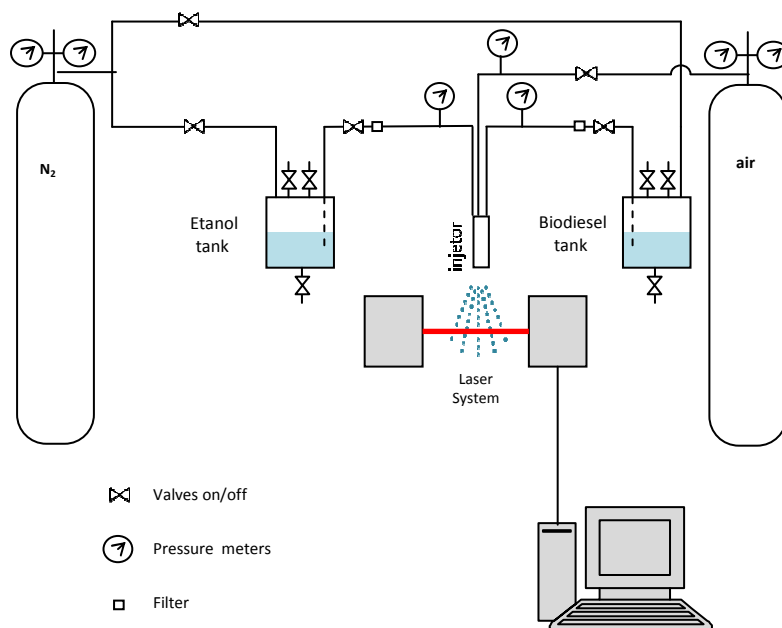 N2
air
Etanol
tank
injetor
Biodiesel
tank
Laser
System
Valves on/off
Pressure meters
Filter